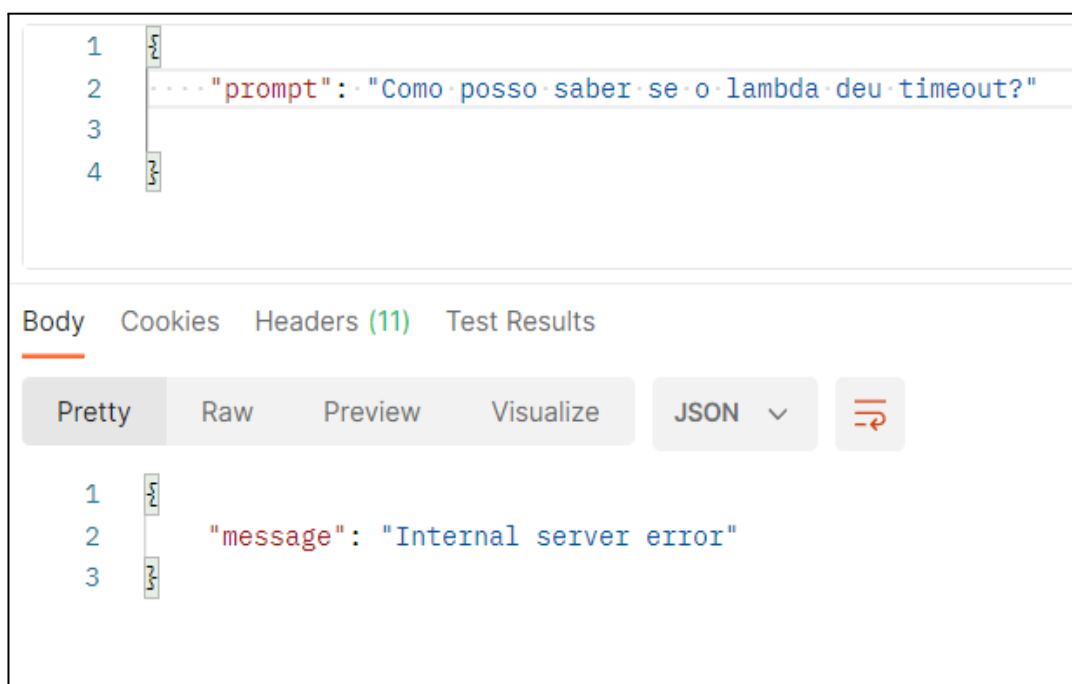 1 {
2 "prompt": "Como posso saber se o lambda deu timeout?"
3
4 }
Body Cookies Headers (11) Test Results
Pretty Raw Preview Visualize JSON
1 {
2 "message": "Internal server error"
3 }